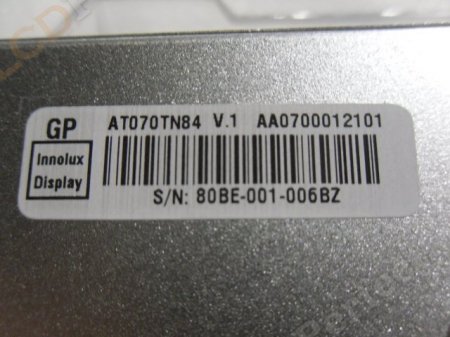 GP AT070TN84 V.1 AA0700012101
Innolux
Display
S/N: 80BE-001-006BZ